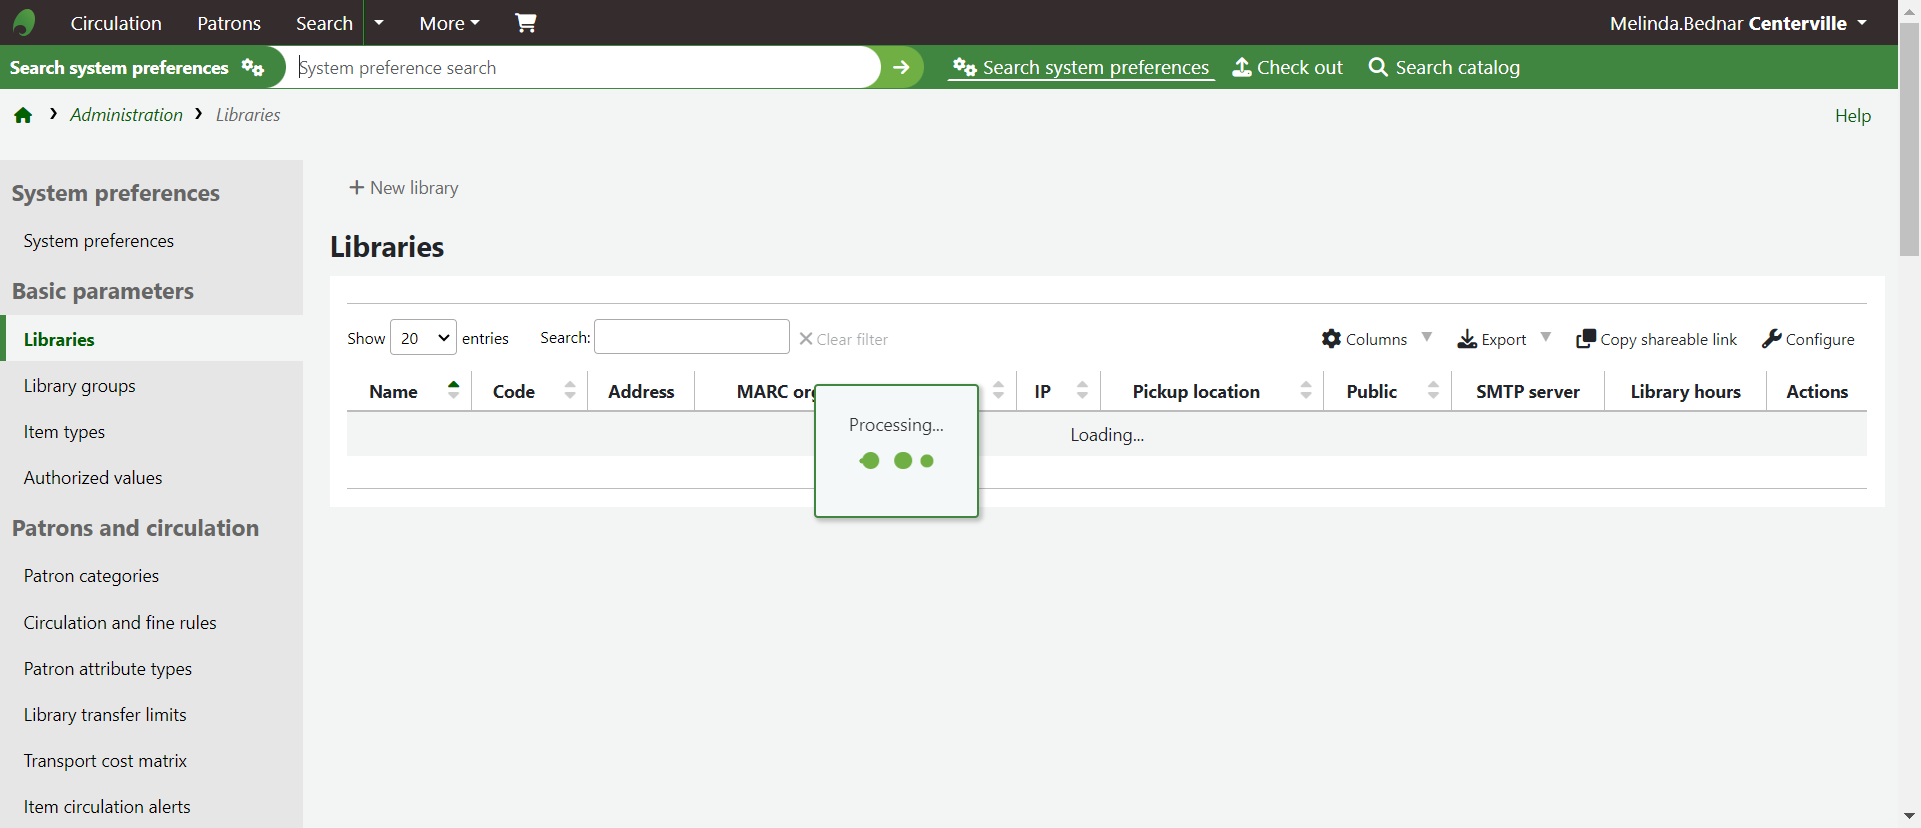 Circulation Patrons Search More Melinda.Bednar Centerville
Search system preferences System preference search Search system preferences Check out Search catalog
Administration Libraries Help
System preferences
System preferences
Basic parameters
Libraries
Library groups
Item types
Authorized values
Patrons and circulation
Patron categories
Circulation and fine rules
Patron attribute types
Library transfer limits
Transport cost matrix
Item circulation alerts
New library
Libraries
Show 20 entries Search: Clear filter Columns Export Copy shareable link Configure
Name Code Address MARC IP Pickup location Public SMTP server Library hours Actions
Processing...
Loading...